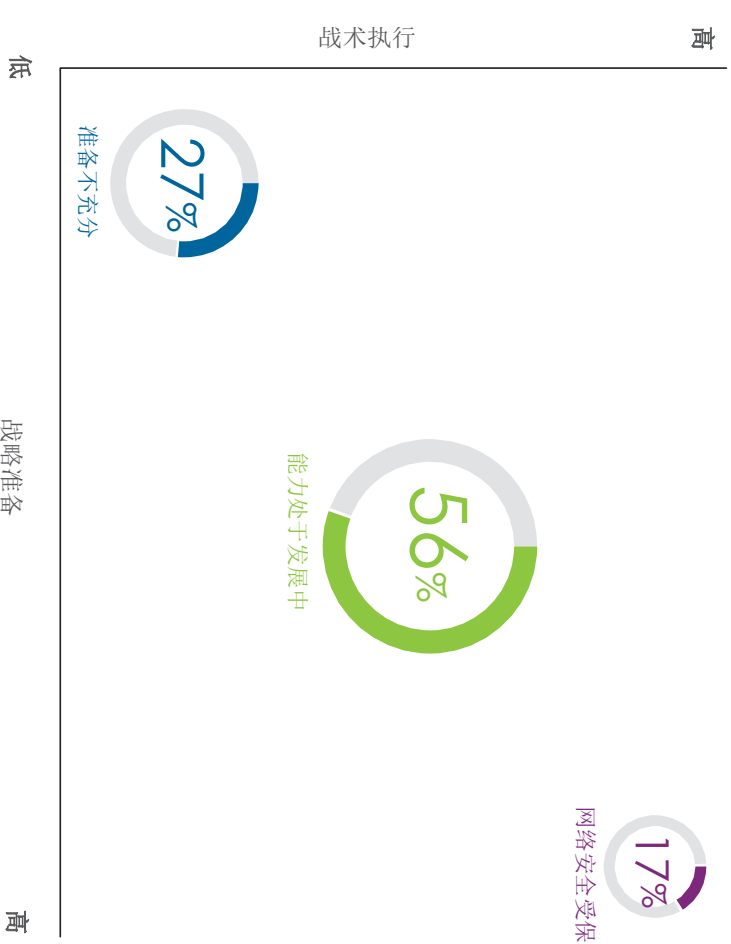 战术执行
高
低
27%
准备不充分
56%
能力处于发展中
17%
网络安全受保
战略准备
高